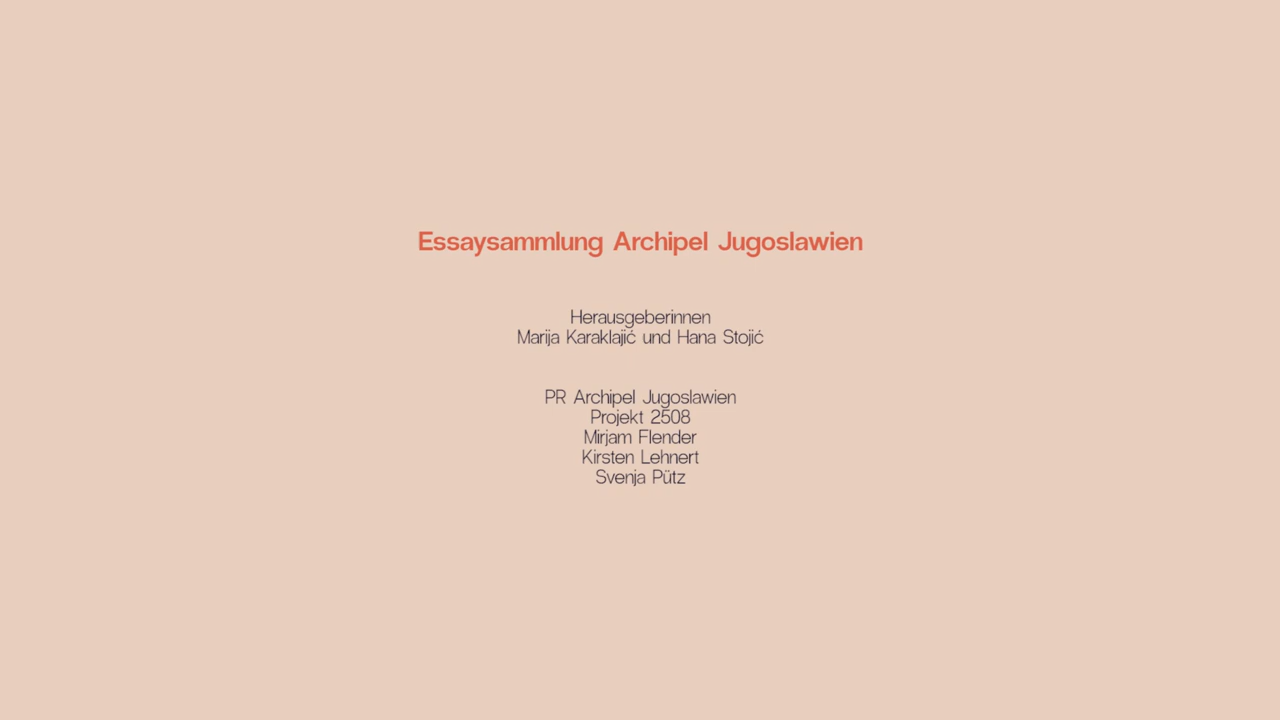 Essaysammlung Archipel Jugoslawien
Herausgeberinnen
Marija Karaklajić und Hana Stojić
PR Archipel Jugoslawien
Projekt 2508
Mirjam Flender
Kirsten Lehnert
Svenja Pütz